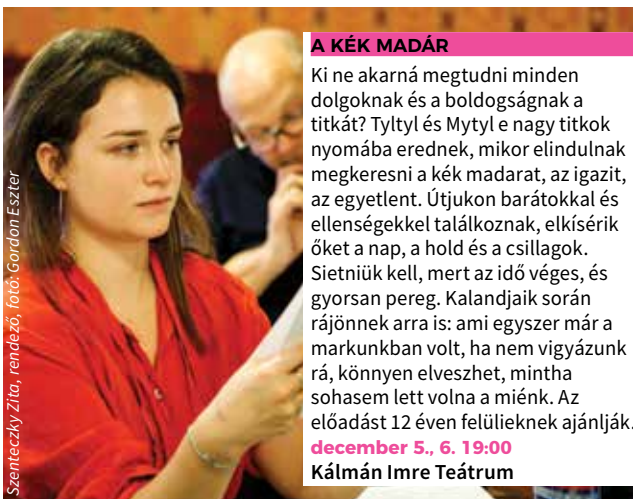 A KÉK MADÁR
Ki ne akarná megtudni minden
dolgoknak és a boldogságnak a
titkát? Tyltyl és Mytyl e nagy titkok
nyomába erednek, mikor elindulnak
megkeresni a kék madarat, az igazit,
az egyetlent. Útjukon barátokkal és
ellenségekkel találkoznak, elkísérik
őket a nap, a hold és a csillagok.
Sietniük kell, mert az idő véges, és
gyorsan pereg. Kalandjaik során
rájönnek arra is: ami egyszer már a
markunkban volt, ha nem vigyázunk
rá, könnyen elveszhet, mintha
sohasem lett volna a miénk. Az
előadást 12 éven felülieknek ajánlják.
december 5., 6. 19:00
Kálmán Imre Teátrum
Szenteczky Zita, rendező, fotó: Gordon Eszter